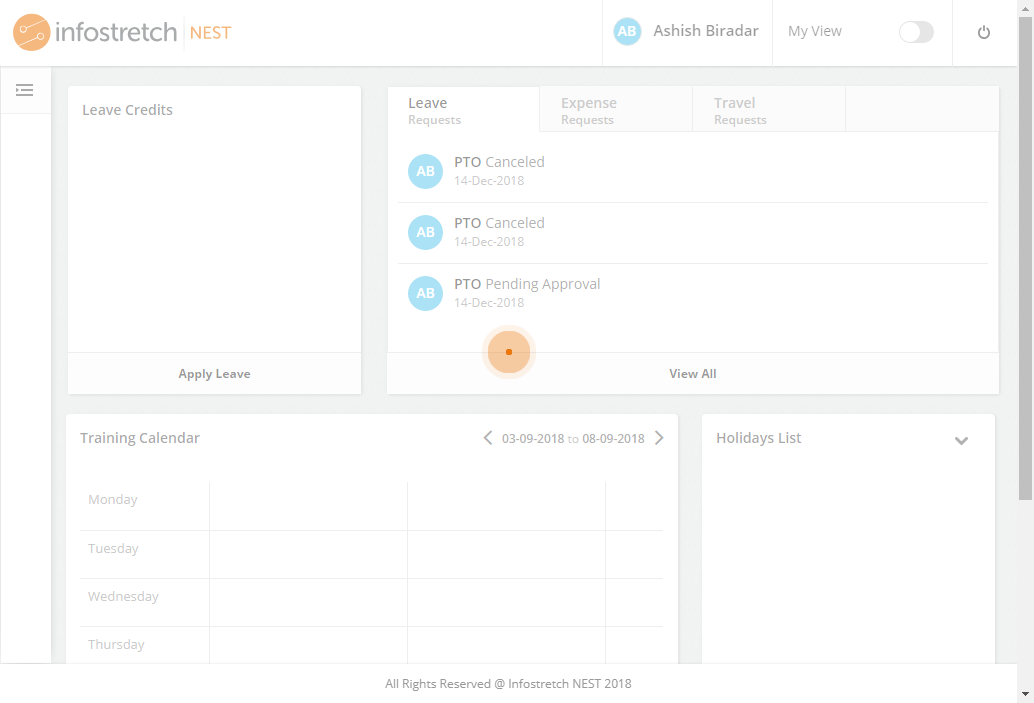 infostretch NEST
AB Ashish Biradar
My View
Leave Credits
Apply Leave
Leave
Requests
Expense
Requests
Travel
Requests
AB
PTO Canceled
14-Dec-2018
AB
PTO Canceled
14-Dec-2018
AB
PTO Pending Approval
14-Dec-2018
View All
Training Calendar
03-09-2018 to 08-09-2018
Monday
Tuesday
Wednesday
Thursday
Holidays List
All Rights Reserved @ Infostretch NEST 2018